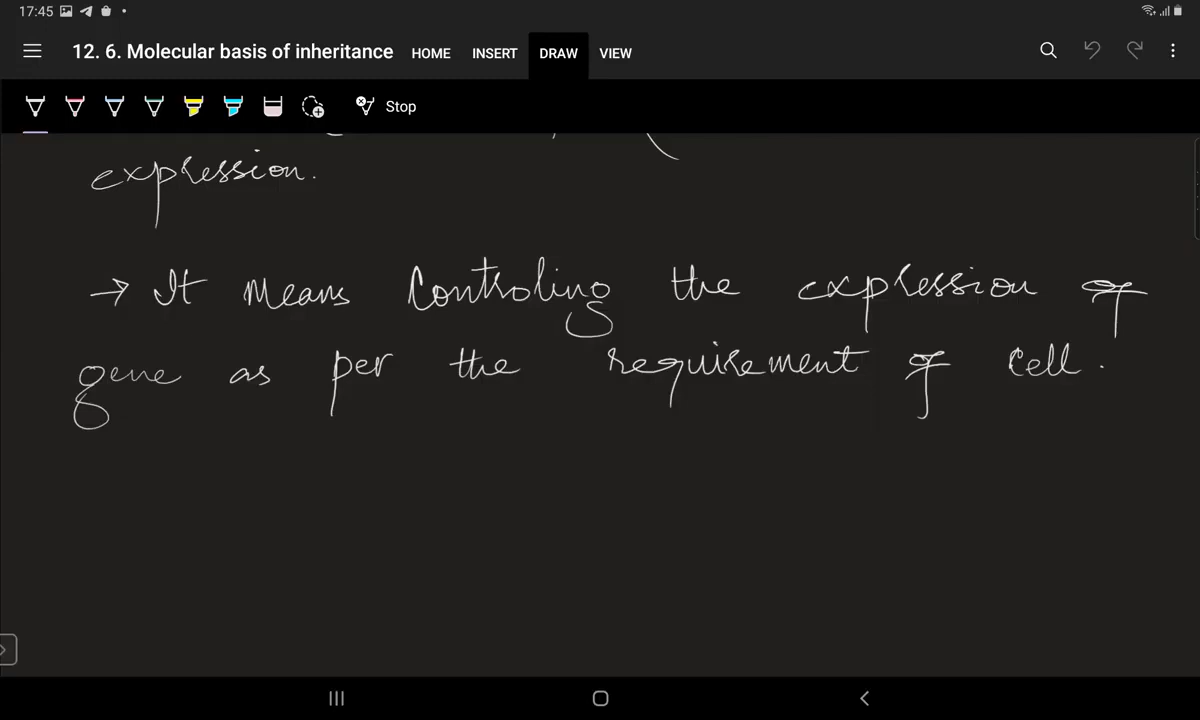 17:45
12. 6. Molecular basis of inheritance HOME INSERT DRAW VIEW
Stop
expression.
→ It means Controling the expression of
gene as per the requirement of cell.